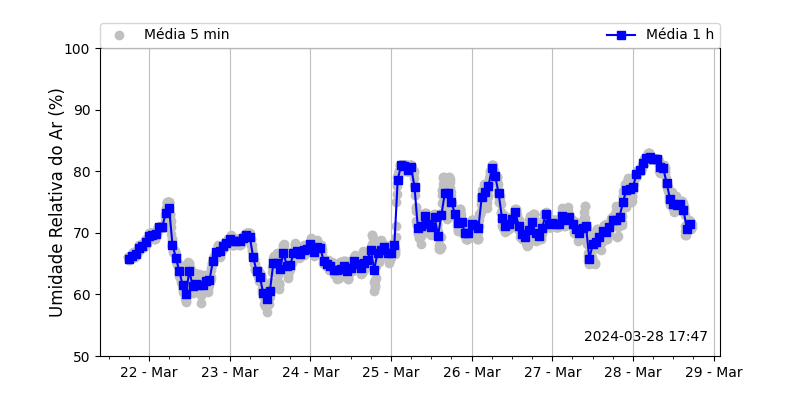 Média 5 min
Média 1 h
Umidade Relativa do Ar (%)
100
90
80
70
60
50
2024-03-28 17:47
22 - Mar
23 - Mar
24 - Mar
25 - Mar
26 - Mar
27 - Mar
28 - Mar
29 - Mar